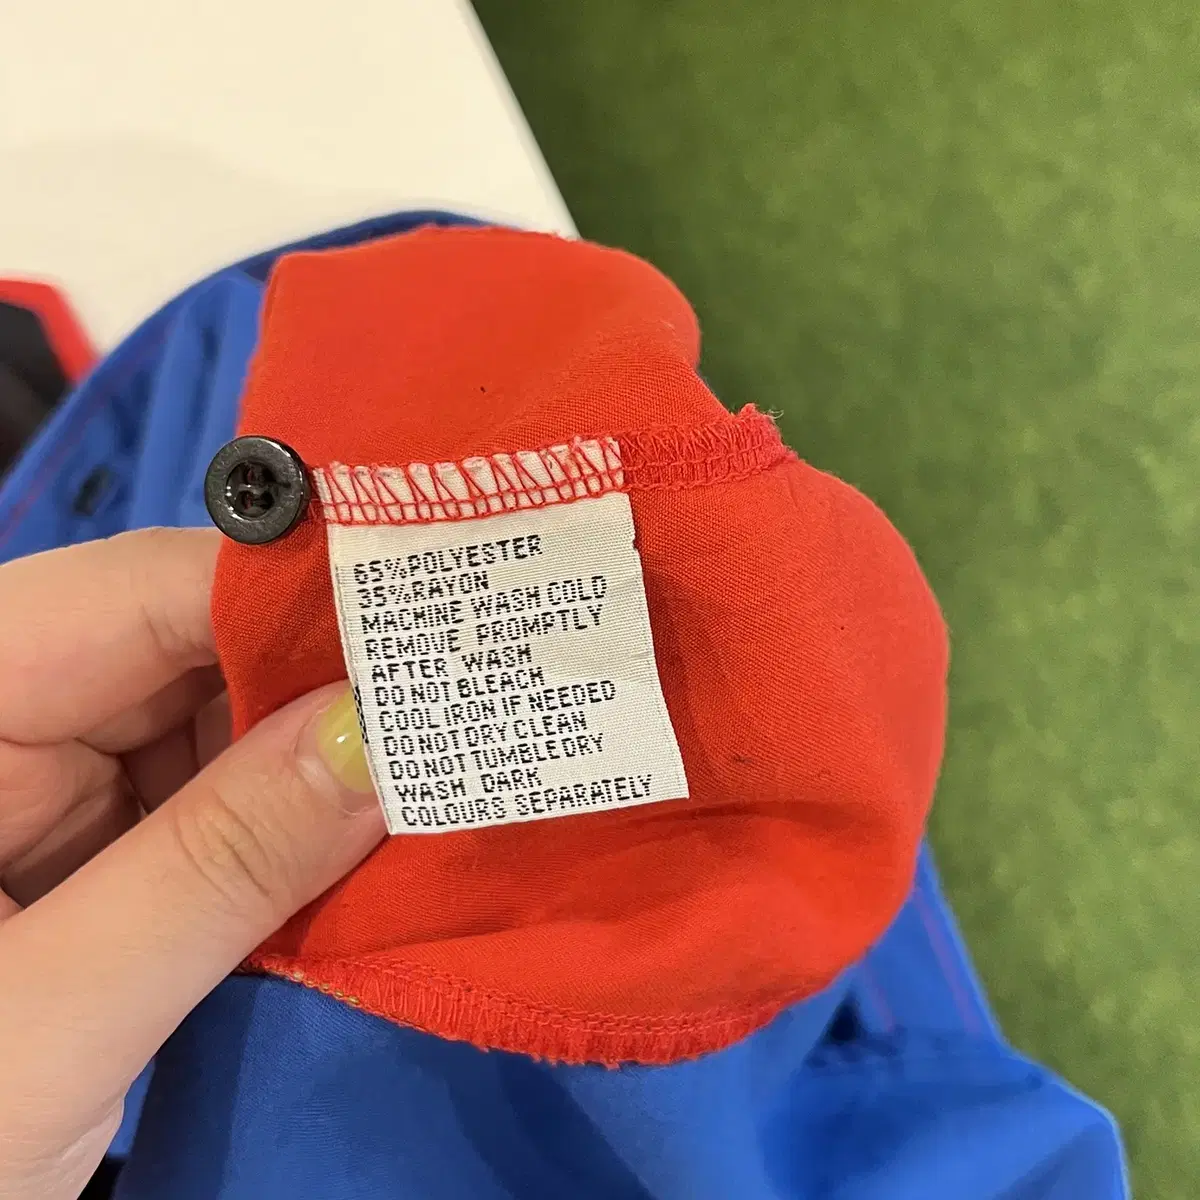 65%POLYESTER
35%RAYON
MACHINE WASH COLD
REMOVE PROMPTLY
AFTER WASH
DO NOT BLEACH
COOL IRON IF NEEDED
DO NOT DRY CLEAN
DO NOT TUMBLE DRY
WASH DARK
COLOURS SEPARATELY